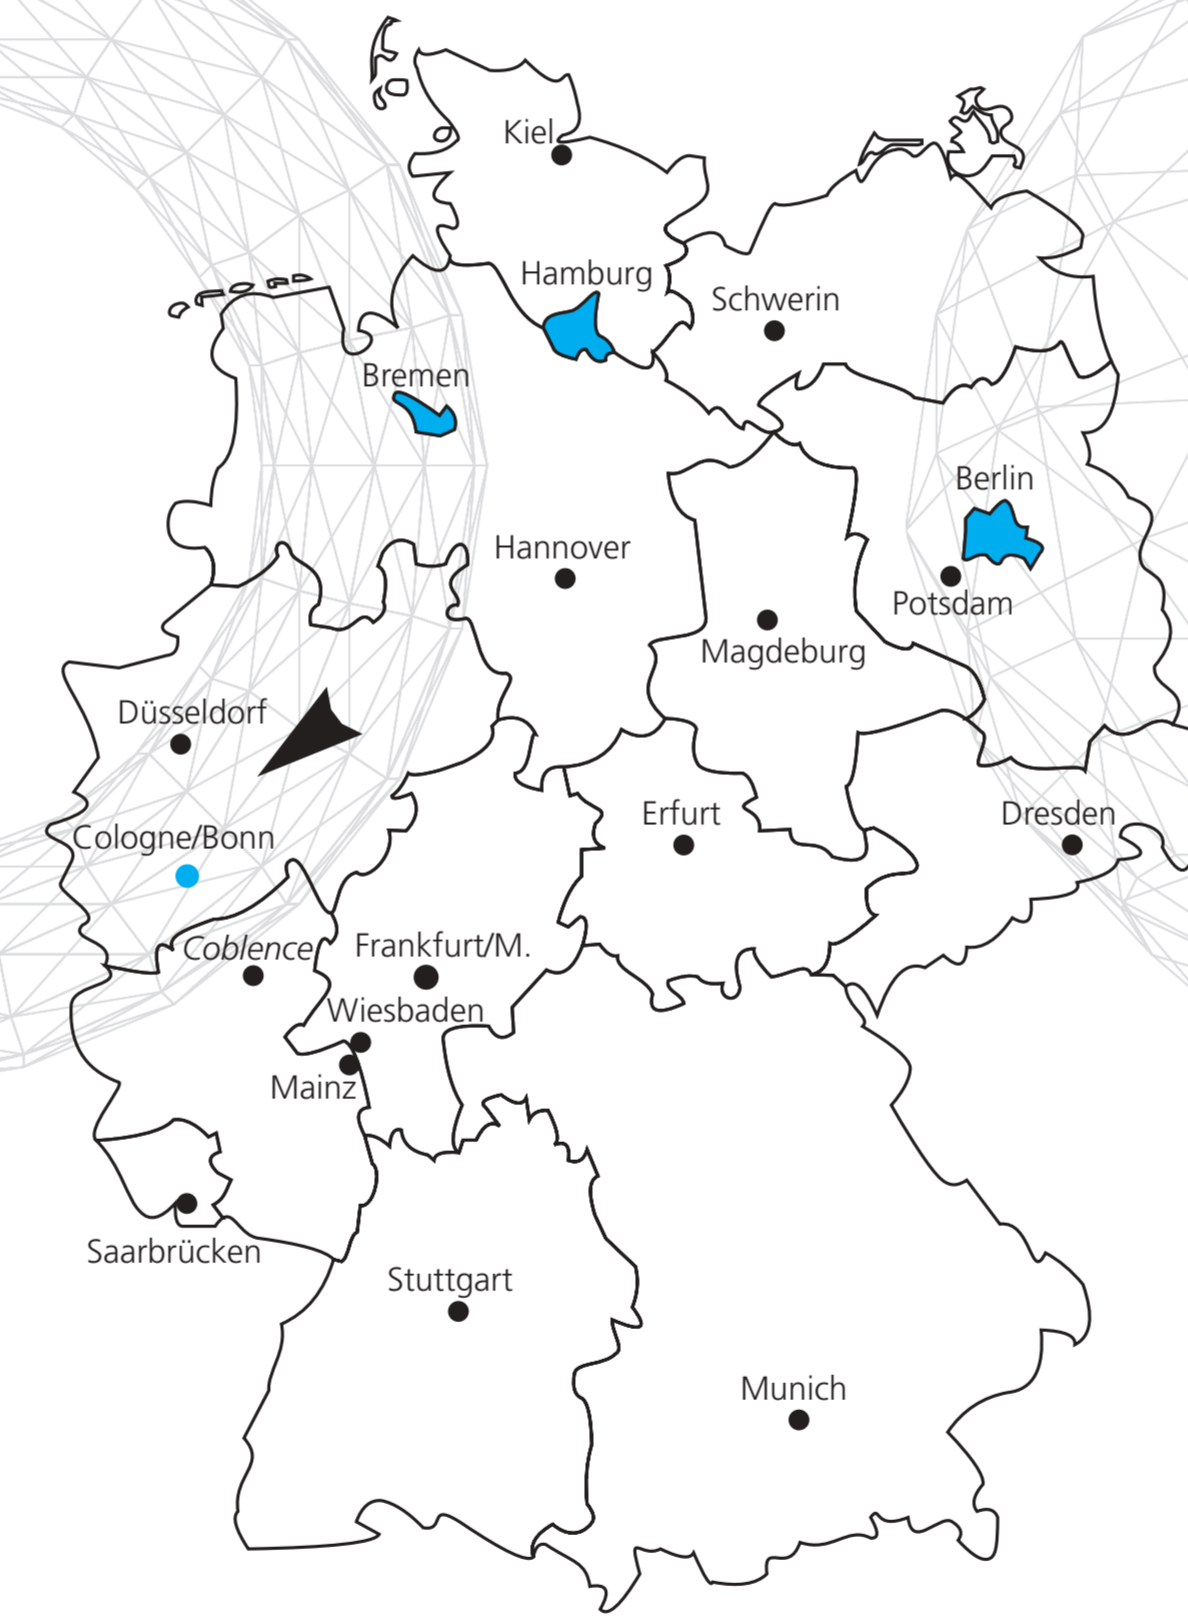 Kiel
Hamburg
Schwerin
Bremen
Berlin
Hannover
Potsdam
Magdeburg
Düsseldorf
Erfurt
Dresden
Cologne/Bonn
Coblence
Frankfurt/M.
Wiesbaden
Mainz
Saarbrücken
Stuttgart
Munich